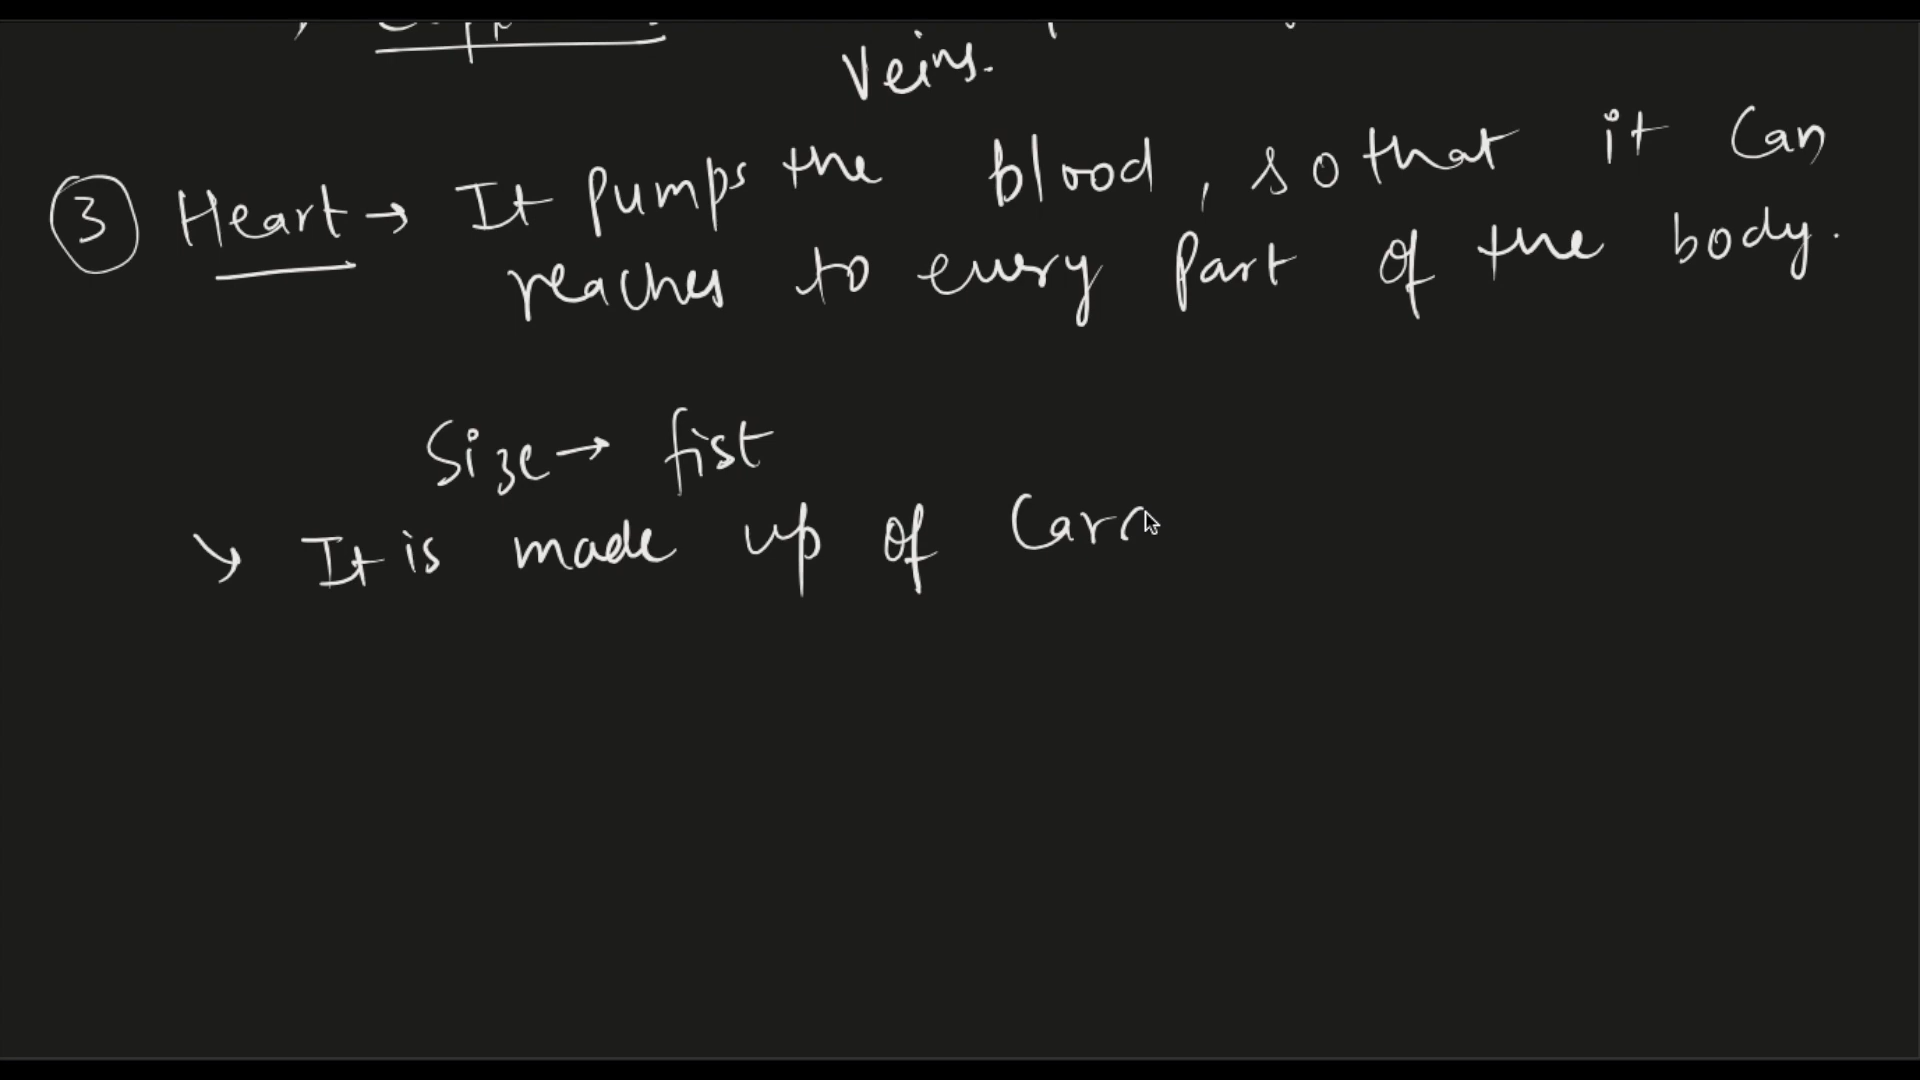 Veins.
③ Heart → It pumps the blood, so that it can
reaches to every part of the body.
Size → fist
It is made up of Car